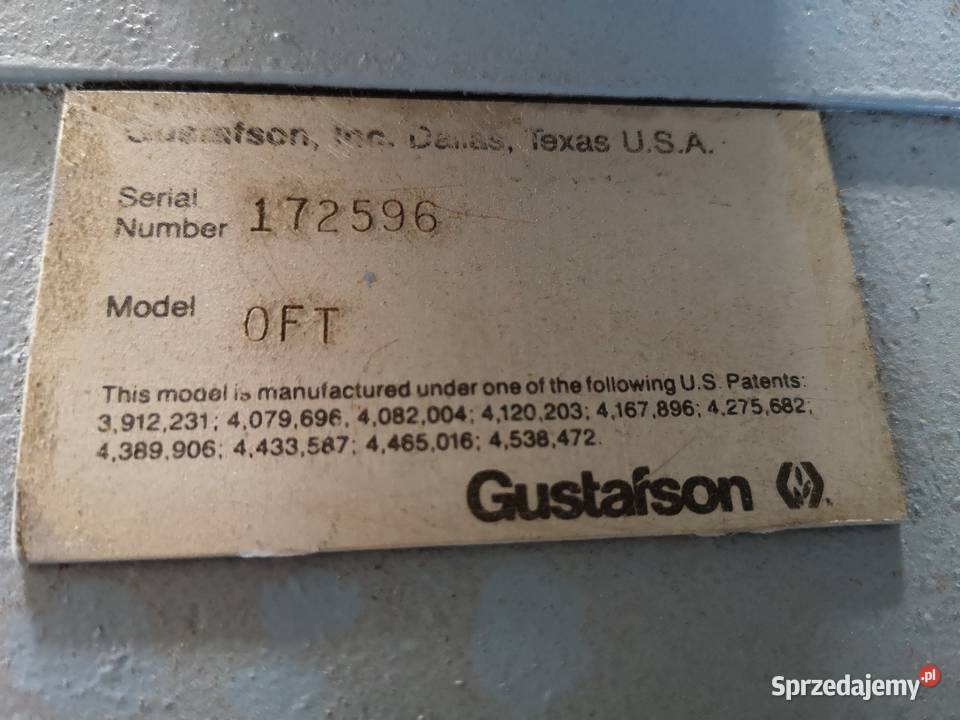 Gustafson, Inc. Dallas, Texas U.S.A.
Serial
Number 172596
Model OFT
This model is manufactured under one of the following U.S. Patents:
3,912,231; 4,079,696, 4,082,004; 4,120,203; 4,167,896; 4,275,682;
4,389,906; 4,433,587; 4,465,016; 4,538,472.
Gustafson
Sprzedajemy.pl